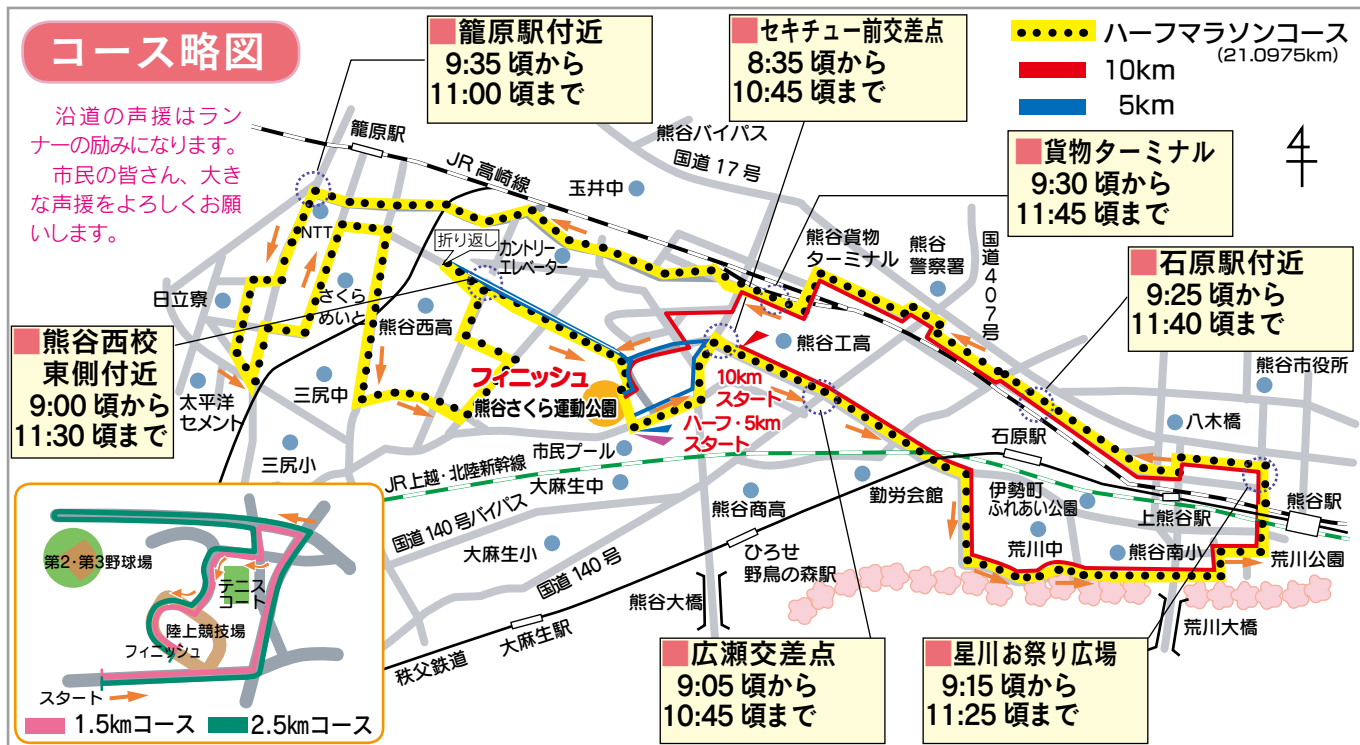 コース略図
沿道の声援はラン
ナーの励みになります。
市民の皆さん、大き
な声援をよろしくお願
いします。
■籠原駅付近
9:35 頃から
11:00 頃まで
■セキチュー前交差点
8:35 頃から
10:45 頃まで
ハーフマラソンコース
(21.0975km)
10km
5km
■貨物ターミナル
9:30 頃から
11:45 頃まで
■石原駅付近
9:25 頃から
11:40 頃まで
■熊谷西校
東側付近
9:00 頃から
11:30 頃まで
■広瀬交差点
9:05 頃から
10:45 頃まで
■星川お祭り広場
9:15 頃から
11:25 頃まで
籠原駅
JR高崎線
熊谷バイパス
国道17号
玉井中
NTT
折り返し
カントリー
エレベーター
熊谷貨物
ターミナル
熊谷
警察署
国道407号
日立寮
さくら
めいと
熊谷西高
熊谷工高
熊谷市役所
フィニッシュ
熊谷さくら運動公園
10km
スタート
ハーフ・5km
スタート
太平洋
セメント
三尻中
三尻小
市民プール
JR上越・北陸新幹線
大麻生中
国道140号バイパス
大麻生小
国道140号
熊谷商高
勤労会館
石原駅
八木橋
伊勢町
ふれあい公園
上熊谷駅
熊谷駅
荒川中
熊谷南小
荒川公園
ひろせ
野鳥の森駅
熊谷大橋
荒川大橋
大麻生駅
秩父鉄道
第2・第3野球場
テニス
コート
陸上競技場
フィニッシュ
スタート
1.5kmコース
2.5kmコース